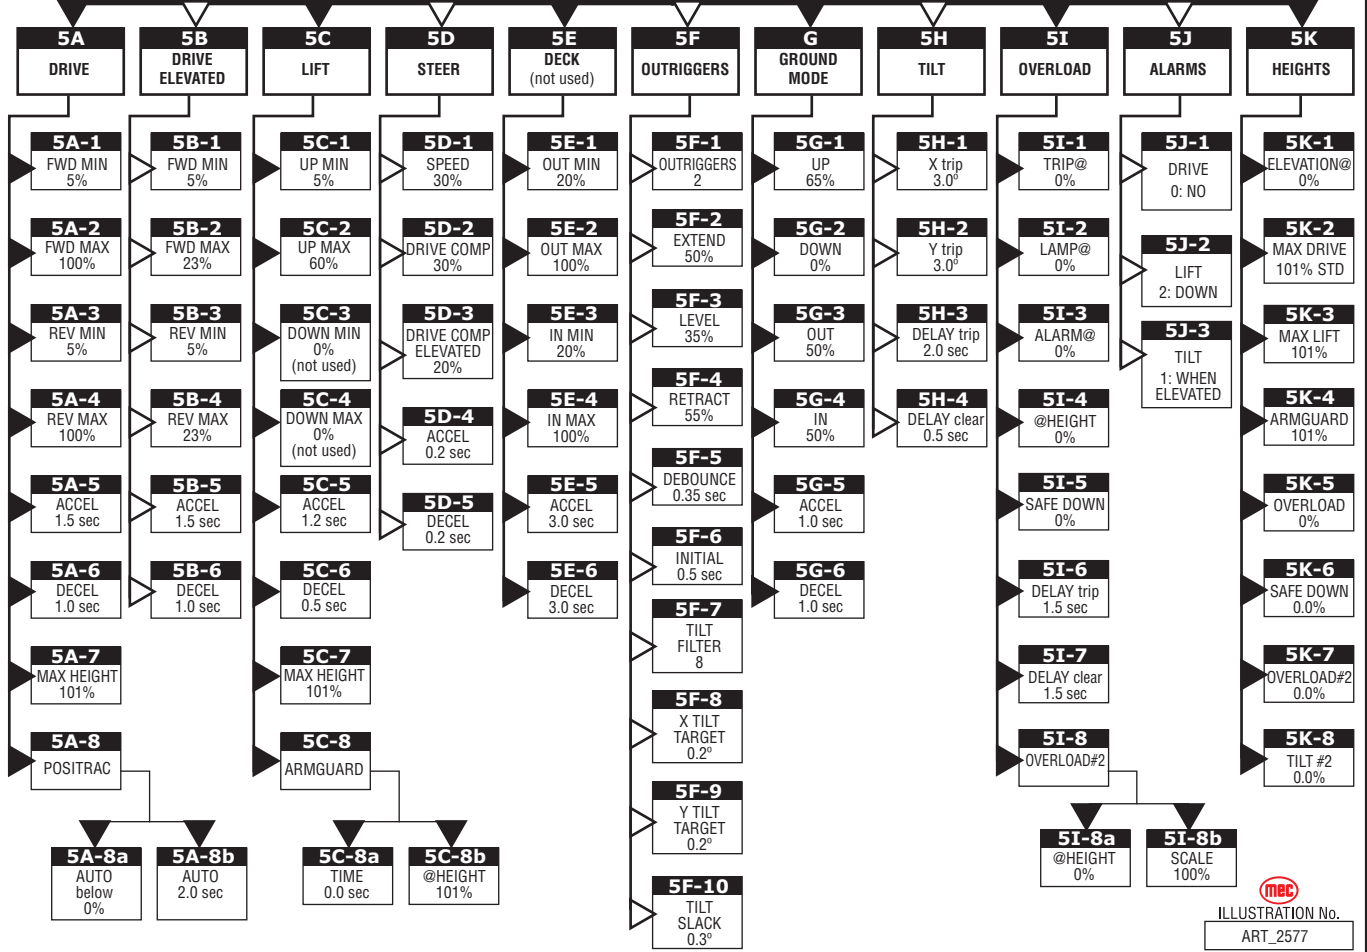 5A
DRIVE
5B
DRIVE
ELEVATED
5C
LIFT
5D
STEER
5E
DECK
(not used)
5F
OUTRIGGERS
G
GROUND
MODE
5H
TILT
5I
OVERLOAD
5J
ALARMS
5K
HEIGHTS
5A-1
FWD MIN
5%
5A-2
FWD MAX
100%
5A-3
REV MIN
5%
5A-4
REV MAX
100%
5A-5
ACCEL
1.5 sec
5A-6
DECEL
1.0 sec
5A-7
MAX HEIGHT
101%
5A-8
POSITRAC
5A-8a
AUTO
below
0%
5A-8b
AUTO
2.0 sec
5B-1
FWD MIN
5%
5B-2
FWD MAX
23%
5B-3
REV MIN
5%
5B-4
REV MAX
23%
5B-5
ACCEL
1.5 sec
5B-6
DECEL
1.0 sec
5C-1
UP MIN
5%
5C-2
UP MAX
60%
5C-3
DOWN MIN
0%
(not used)
5C-4
DOWN MAX
0%
(not used)
5C-5
ACCEL
1.2 sec
5C-6
DECEL
0.5 sec
5C-7
MAX HEIGHT
101%
5C-8
ARMGUARD
5C-8a
TIME
0.0 sec
5C-8b
@HEIGHT
101%
5D-1
SPEED
30%
5D-2
DRIVE COMP
30%
5D-3
DRIVE COMP
ELEVATED
20%
5D-4
ACCEL
0.2 sec
5D-5
DECEL
0.2 sec
5E-1
OUT MIN
20%
5E-2
OUT MAX
100%
5E-3
IN MIN
20%
5E-4
IN MAX
100%
5E-5
ACCEL
3.0 sec
5E-6
DECEL
3.0 sec
5F-1
OUTRIGGERS
2
5F-2
EXTEND
50%
5F-3
LEVEL
35%
5F-4
RETRACT
55%
5F-5
DEBOUNCE
0.35 sec
5F-6
INITIAL
0.5 sec
5F-7
TILT
FILTER
8
5F-8
X TILT
TARGET
0.2º
5F-9
Y TILT
TARGET
0.2º
5F-10
TILT
SLACK
0.3º
5G-1
UP
65%
5G-2
DOWN
0%
5G-3
OUT
50%
5G-4
IN
50%
5G-5
ACCEL
1.0 sec
5G-6
DECEL
1.0 sec
5H-1
X trip
3.0º
5H-2
Y trip
3.0º
5H-3
DELAY trip
2.0 sec
5H-4
DELAY clear
0.5 sec
5I-1
TRIP@
0%
5I-2
LAMP@
0%
5I-3
ALARM@
0%
5I-4
@HEIGHT
0%
5I-5
SAFE DOWN
0%
5I-6
DELAY trip
1.5 sec
5I-7
DELAY clear
1.5 sec
5I-8
OVERLOAD#2
5I-8a
@HEIGHT
0%
5I-8b
SCALE
100%
5J-1
DRIVE
0: NO
5J-2
LIFT
2: DOWN
5J-3
TILT
1: WHEN
ELEVATED
5K-1
ELEVATION@
0%
5K-2
MAX DRIVE
101% STD
5K-3
MAX LIFT
101%
5K-4
ARMGUARD
101%
5K-5
OVERLOAD
0%
5K-6
SAFE DOWN
0.0%
5K-7
OVERLOAD#2
0.0%
5K-8
TILT #2
0.0%
mec
ILLUSTRATION No.
ART_2577